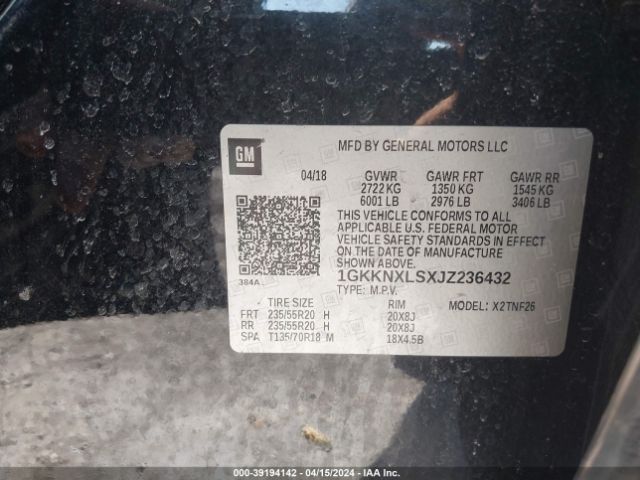 GM
MFD BY GENERAL MOTORS LLC
04/18 GVWR GAWR FRT GAWR RR
2722 KG 1350 KG 1545 KG
6001 LB 2976 LB 3406 LB
THIS VEHICLE CONFORMS TO ALL
APPLICABLE U.S. FEDERAL MOTOR
VEHICLE SAFETY STANDARDS IN EFFECT
ON THE DATE OF MANUFACTURE
SHOWN ABOVE.
384A
1GKKNXLSXJZ236432
TYPE: M.P.V.
TIRE SIZE RIM MODEL: X2TNF26
FRT 235/55R20 H 20X8J
RR 235/55R20 H 20X8J
SPA T135/70R18 M 18X4.5B
000-39194142 - 04/15/2024 - IAA Inc.